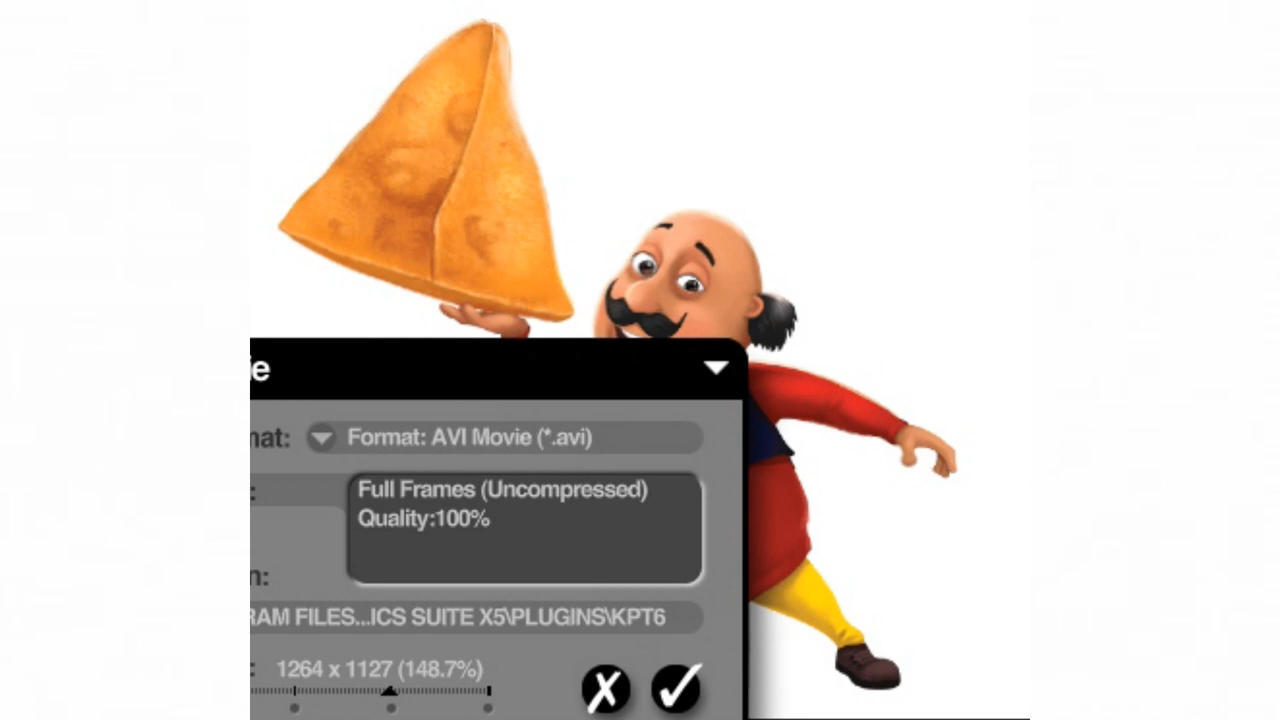 ie
nat:
Format: AVI Movie (*.avi)
:
Full Frames (Uncompressed)
Quality:100%
n:
RAM FILES...ICS SUITE X5\PLUGINS\KPT6
: 1264 x 1127 (148.7%)